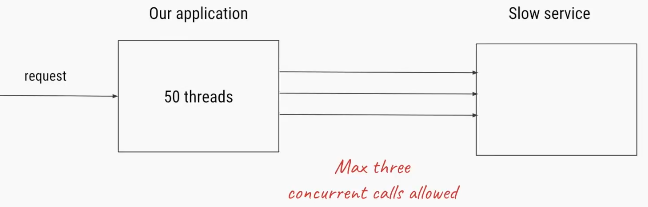 Our application
Slow service
request
50 threads
Max three
concurrent calls allowed